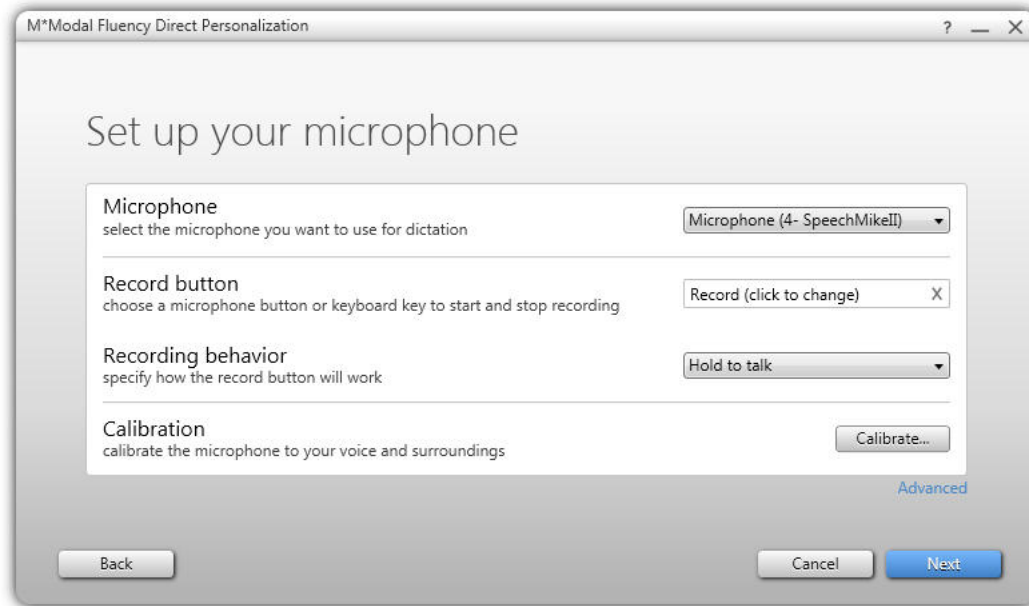 M*Modal Fluency Direct Personalization
?
Set up your microphone
Microphone
select the microphone you want to use for dictation
Microphone (4- SpeechMikeII)
Record button
choose a microphone button or keyboard key to start and stop recording
Record (click to change)
X
Recording behavior
specify how the record button will work
Hold to talk
Calibration
calibrate the microphone to your voice and surroundings
Calibrate...
Advanced
Back
Cancel
Next